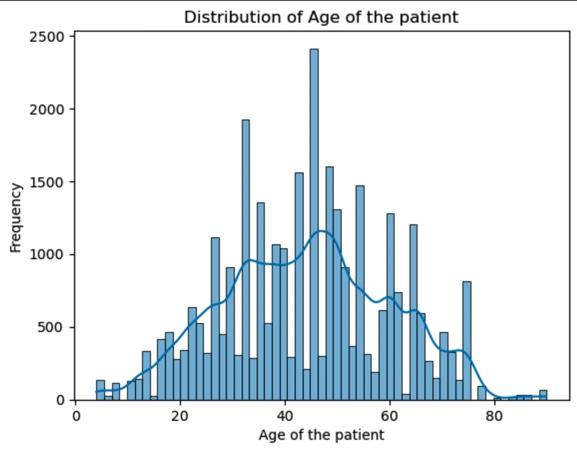 Distribution of Age of the patient
2500
2000
1500
1000
500
0
Frequency
0 20 40 60 80
Age of the patient